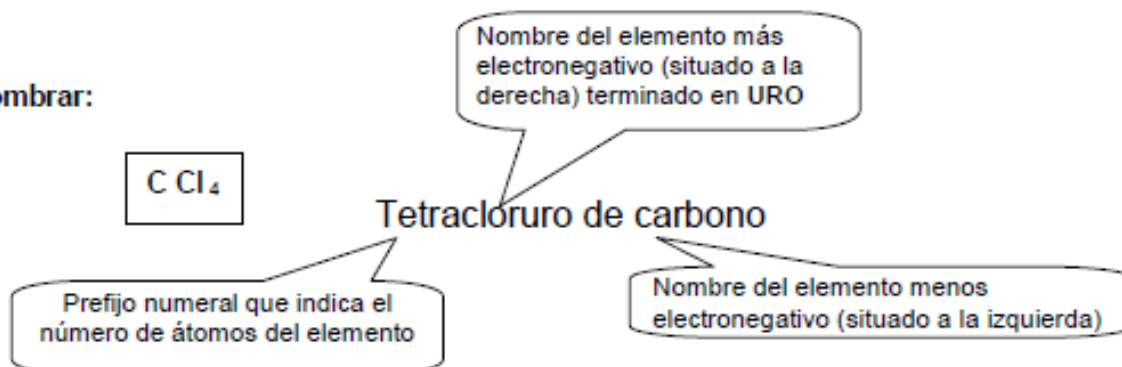 Nombre del elemento más
electronegativo (situado a la
derecha) terminado en URO
ombrar:
C Cl₄
Tetracloruro de carbono
Prefijo numeral que indica el
número de átomos del elemento
Nombre del elemento menos
electronegativo (situado a la izquierda)